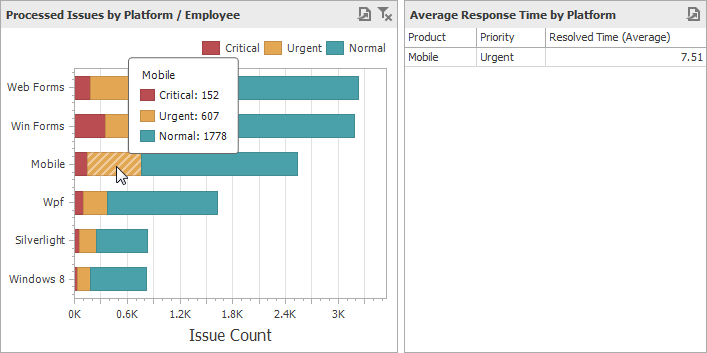 Processed Issues by Platform / Employee
Critical Urgent Normal
Web Forms
Win Forms
Mobile
Wpf
Silverlight
Windows 8
Mobile
Critical: 152
Urgent: 607
Normal: 1778
0K 0.6K 1.2K 1.8K 2.4K 3K
Issue Count
Average Response Time by Platform
Product Priority Resolved Time (Average)
Mobile Urgent 7.51